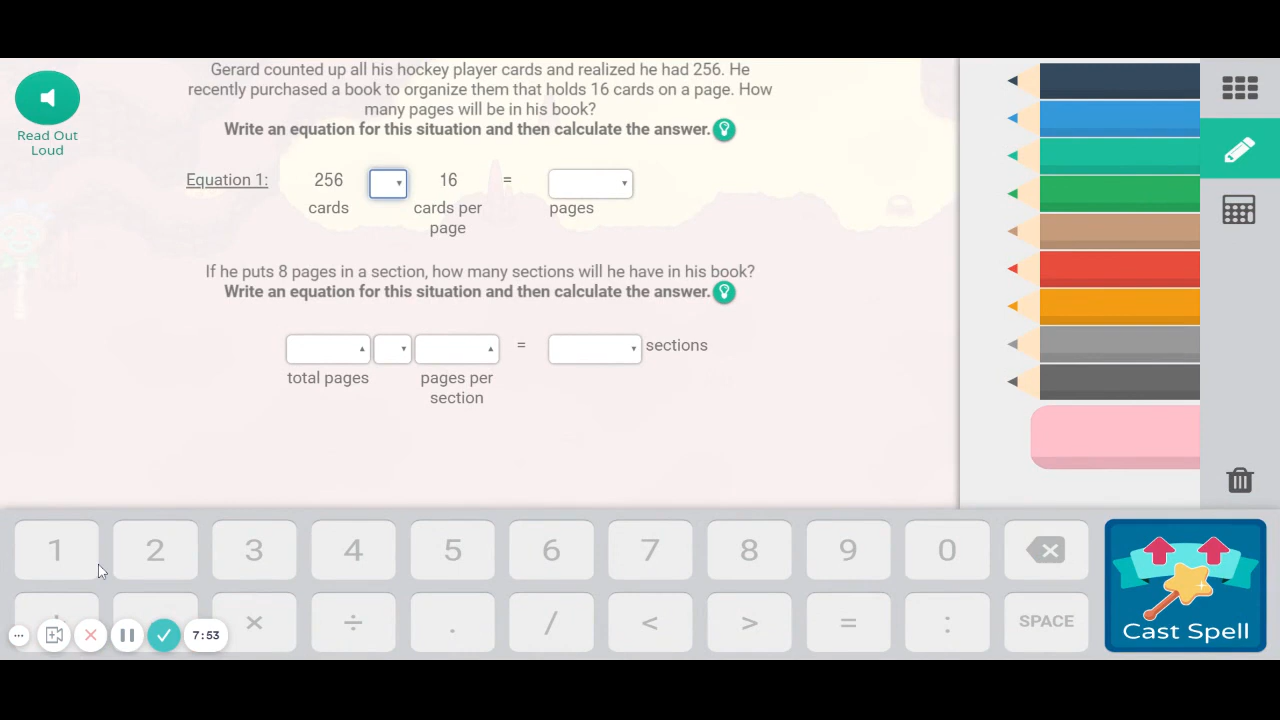 Gerard counted up all his hockey player cards and realized he had 256. He
recently purchased a book to organize them that holds 16 cards on a page. How
many pages will be in his book?
Write an equation for this situation and then calculate the answer.
Read Out
Loud
Equation 1: 256 16 =
cards cards per pages
page
If he puts 8 pages in a section, how many sections will he have in his book?
Write an equation for this situation and then calculate the answer.
= sections
total pages pages per
section
1 2 3 4 5 6 7 8 9 0
× ÷ . / < > = : SPACE
7:53
Cast Spell